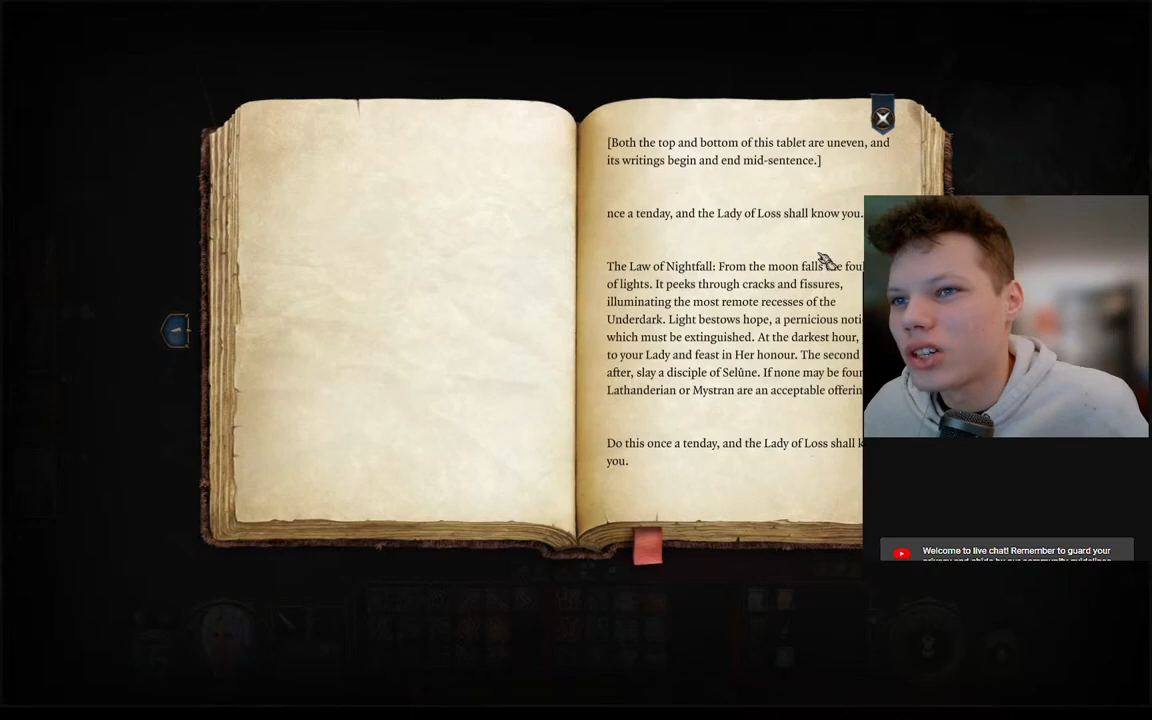 [Both the top and bottom of this tablet are uneven, and
its writings begin and end mid-sentence.]
nce a tenday, and the Lady of Loss shall know you.
The Law of Nightfall: From the moon falls
of lights. It peeks through cracks and fissures,
illuminating the most remote recesses of the
Underdark. Light bestows hope, a pernicious
which must be extinguished. At the darkest hour,
to your Lady and feast in Her honour. The second
after, slay a disciple of Selûne. If none may be
Lathanderian or Mystran are an acceptable
Do this once a tenday, and the Lady of Loss shall
you.
Welcome to live chat! Remember to guard your